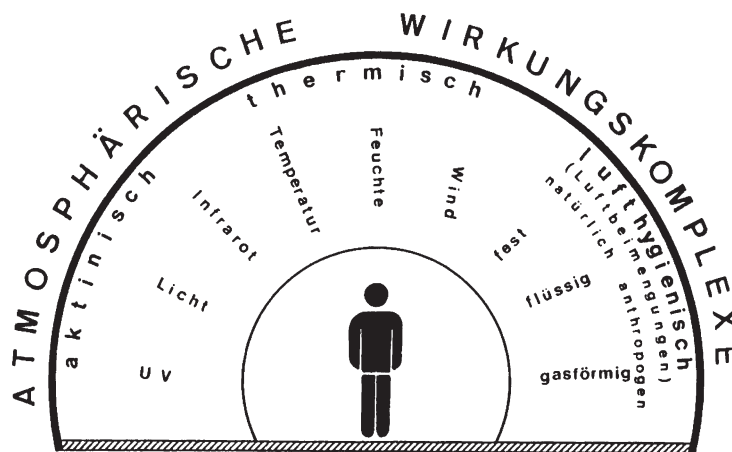 ATMOSPHÄRISCHE WIRKUNGSKOMPLEXE
aktinisch
thermisch
lufthygienisch
(Luftbeimengungen)
natürlich anthropogen
UV
Licht
Infrarot
Temperatur
Feuchte
Wind
fest
flüssig
gasförmig